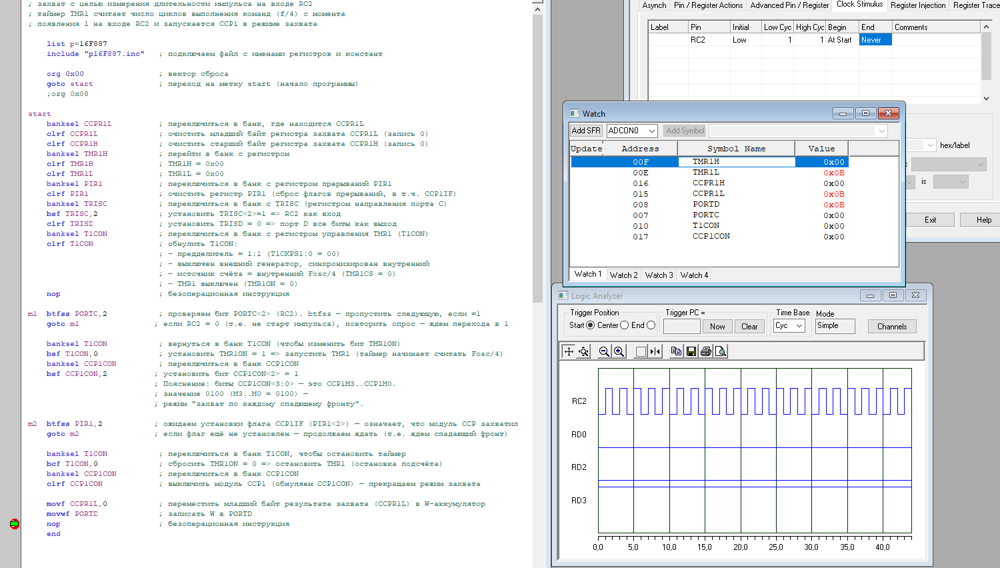 ; захват с целью измерения длительности импульса на входе RC2
; таймер TMR1 считает число циклов выполнения команд (f/4) с момента
; появления 1 на входе RC2 и запускается CCP1 в режиме захвата
list p=16F887
include "p16F887.inc" ; подключаем файл с именами регистров и констант
org 0x00 ; вектор сброса
goto start ; переход на метку start (начало программы)
;org 0x08
start
banksel CCPR1L ; переключиться в банк, где находится CCPR1L
clrf CCPR1L ; очистить младший байт регистра захвата CCPR1L (запись 0)
clrf CCPR1H ; очистить старший байт регистра захвата CCPR1H (запись 0)
banksel TMR1H ; перейти в банк с регистром
clrf TMR1H ; TMR1H = 0x00
clrf TMR1L ; TMR1L = 0x00
banksel PIR1 ; переключиться в банк с регистром прерываний PIR1
clrf PIR1 ; очистить регистр PIR1 (сброс флагов прерываний, в т.ч. CCP1IF)
banksel TRISC ; переключиться в банк с TRISC (регистром направления порта C)
bsf TRISC,2 ; установить TRISC<2>=1 => RC2 как вход
clrf TRISD ; установить TRISD = 0 => порт D все биты как выход
banksel T1CON ; переключиться в банк с регистром управления TMR1 (T1CON)
clrf T1CON ; обнулить T1CON:
; - предделитель = 1:1 (T1CKPS1:0 = 00)
; - выключен внешний генератор, синхронизирован внутренний
; - источник счёта = внутренний Fosc/4 (TMR1CS = 0)
; - TMR1 выключен (TMR1ON = 0)
nop ; безоперационная инструкция
m1 btfss PORTC,2 ; проверяем бит PORTC<2> (RC2). btfss — пропустить следующую, если =1
goto m1 ; если RC2 = 0 (т.е. не старт импульса), повторить опрос — ждем перехода в 1
banksel T1CON ; вернуться в банк T1CON (чтобы изменить бит TMR1ON)
bsf T1CON,0 ; установить TMR1ON = 1 => запустить TMR1 (таймер начинает считать Fosc/4)
banksel CCP1CON ; переключиться в банк CCP1CON
bsf CCP1CON,2 ; установить бит CCP1CON<2> = 1
; Пояснение: биты CCP1CON<3:0> — это CCP1M3..CCP1M0.
; значение 0100 (M3..M0 = 0100) —
; режим "захват по каждому спадющему фронту".
m2 btfss PIR1,2 ; ожидаем установки флага CCP1IF (PIR1<2>) — означает, что модуль CCP захватил
goto m2 ; если флаг ещё не установлен — продолжаем ждать (т.е. ждем спадающий фронт)
banksel T1CON ; переключиться в банк T1CON, чтобы остановить таймер
bcf T1CON,0 ; сбросить TMR1ON = 0 => остановить TMR1 (остановка подсчёта)
banksel CCP1CON ; переключиться в банк CCP1CON
clrf CCP1CON ; выключить модуль CCP1 (обнуляем CCP1CON) — прекращаем режим захвата
movf CCPR1L,0 ; переместить младший байт результата захвата (CCPR1L) в W-аккумулятор
movwf PORTD ; записать W в PORTD
nop ; безоперационная инструкция
end
Asynch Pin / Register Actions Advanced Pin / Register Clock Stimulus Register Injection Register Trace
Label Pin Initial Low Cyc High Cyc Begin End Comments
RC2 Low 1 1 At Start Never
hex/label
is
Exit Help
Watch
Add SFR ADCON0 Add Symbol
Update Address Symbol Name Value
00F TMR1H 0x00
00E TMR1L 0x0B
016 CCPR1H 0x00
015 CCPR1L 0x0B
008 PORTD 0x0B
007 PORTC 0x00
010 T1CON 0x00
017 CCP1CON 0x00
Watch 1 Watch 2 Watch 3 Watch 4
Logic Analyzer
Trigger Position Trigger PC = Time Base Mode
Start Center End Now Clear Cyc Simple Channels
RC2
RD0
RD2
RD3
0,0 5,0 10,0 15,0 20,0 25,0 30,0 35,0 40,0